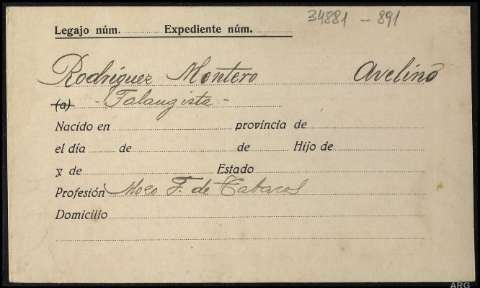 34881 - 891
Legajo núm. Expediente núm.
Rodríguez Montero Avelino
(a) - Falangista -
Nacido en provincia de
el día de de Hijo de
y de Estado
Profesión Mozo F. de Tabacos
Domicilio
ARG